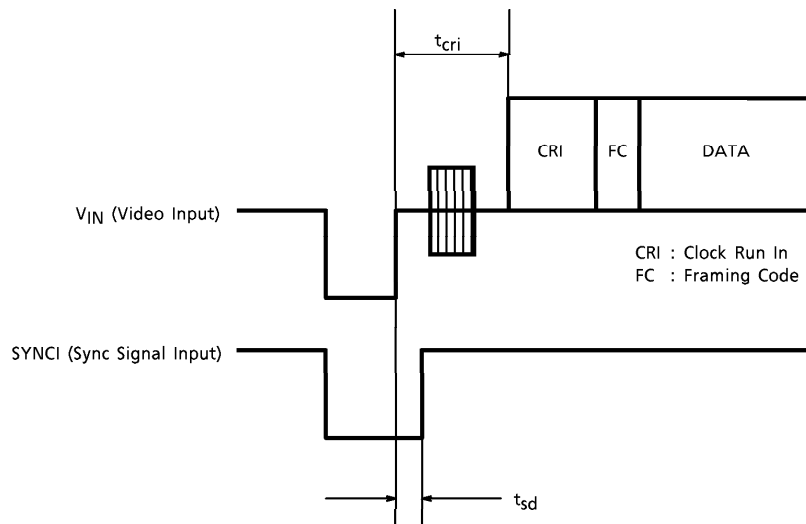 tcri
CRI FC DATA
VIN (Video Input)
CRI : Clock Run In
FC : Framing Code
SYNCI (Sync Signal Input)
tsd